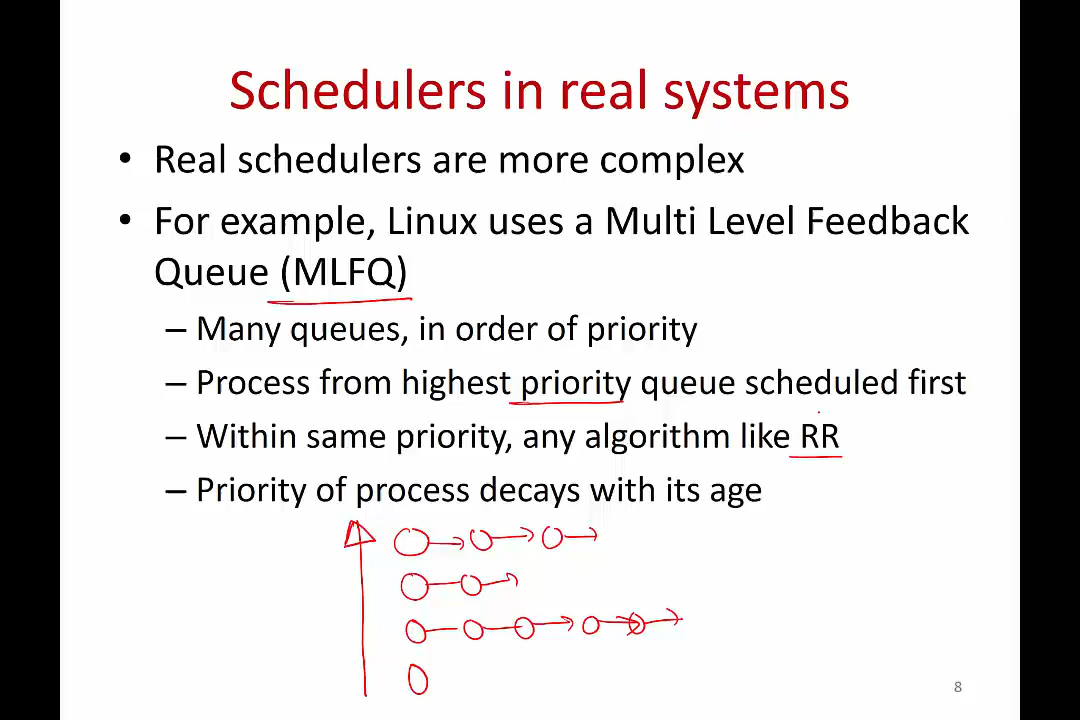 Schedulers in real systems
• Real schedulers are more complex
• For example, Linux uses a Multi Level Feedback
Queue (MLFQ)
– Many queues, in order of priority
– Process from highest priority queue scheduled first
– Within same priority, any algorithm like RR
– Priority of process decays with its age
8